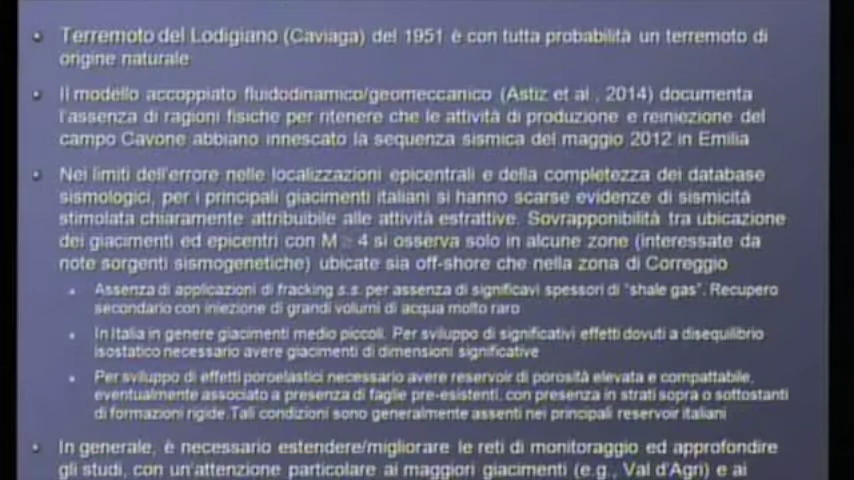 Terremoto del Lodigiano (Caviaga) del 1951 è con tutta probabilità un terremoto di
origine naturale
Il modello accoppiato fluidodinamico/geomeccanico (Astiz et al., 2014) documenta
l'assenza di ragioni fisiche per ritenere che le attività di produzione e reiniezione del
campo Cavone abbiano innescato la sequenza sismica del maggio 2012 in Emilia
Nei limiti dell'errore nelle localizzazioni epicentrali e della completezza dei database
sismologici, per i principali giacimenti italiani si hanno scarse evidenze di sismicità
stimolata chiaramente attribuibile alle attività estrattive. Sovrapponibilità tra ubicazione
dei giacimenti ed epicentri con M ≥ 4 si osserva solo in alcune zone (interessate da
note sorgenti sismogenetiche) ubicate sia off-shore che nella zona di Correggio
Assenza di applicazioni di fracking s.s. per assenza di significavi spessori di "shale gas". Recupero
secondario con iniezione di grandi volumi di acqua molto raro
In Italia in genere giacimenti medio piccoli. Per sviluppo di significativi effetti dovuti a disequilibrio
isostatico necessario avere giacimenti di dimensioni significative
Per sviluppo di effetti poroelastici necessario avere reservoir di porosità elevata e compattabile,
eventualmente associato a presenza di faglie pre-esistenti, con presenza in strati sopra o sottostanti
di formazioni rigide.Tali condizioni sono generalmente assenti nei principali reservoir italiani
In generale, è necessario estendere/migliorare le reti di monitoraggio ed approfondire
gli studi, con un'attenzione particolare ai maggiori giacimenti (e.g., Val d'Agri) e ai